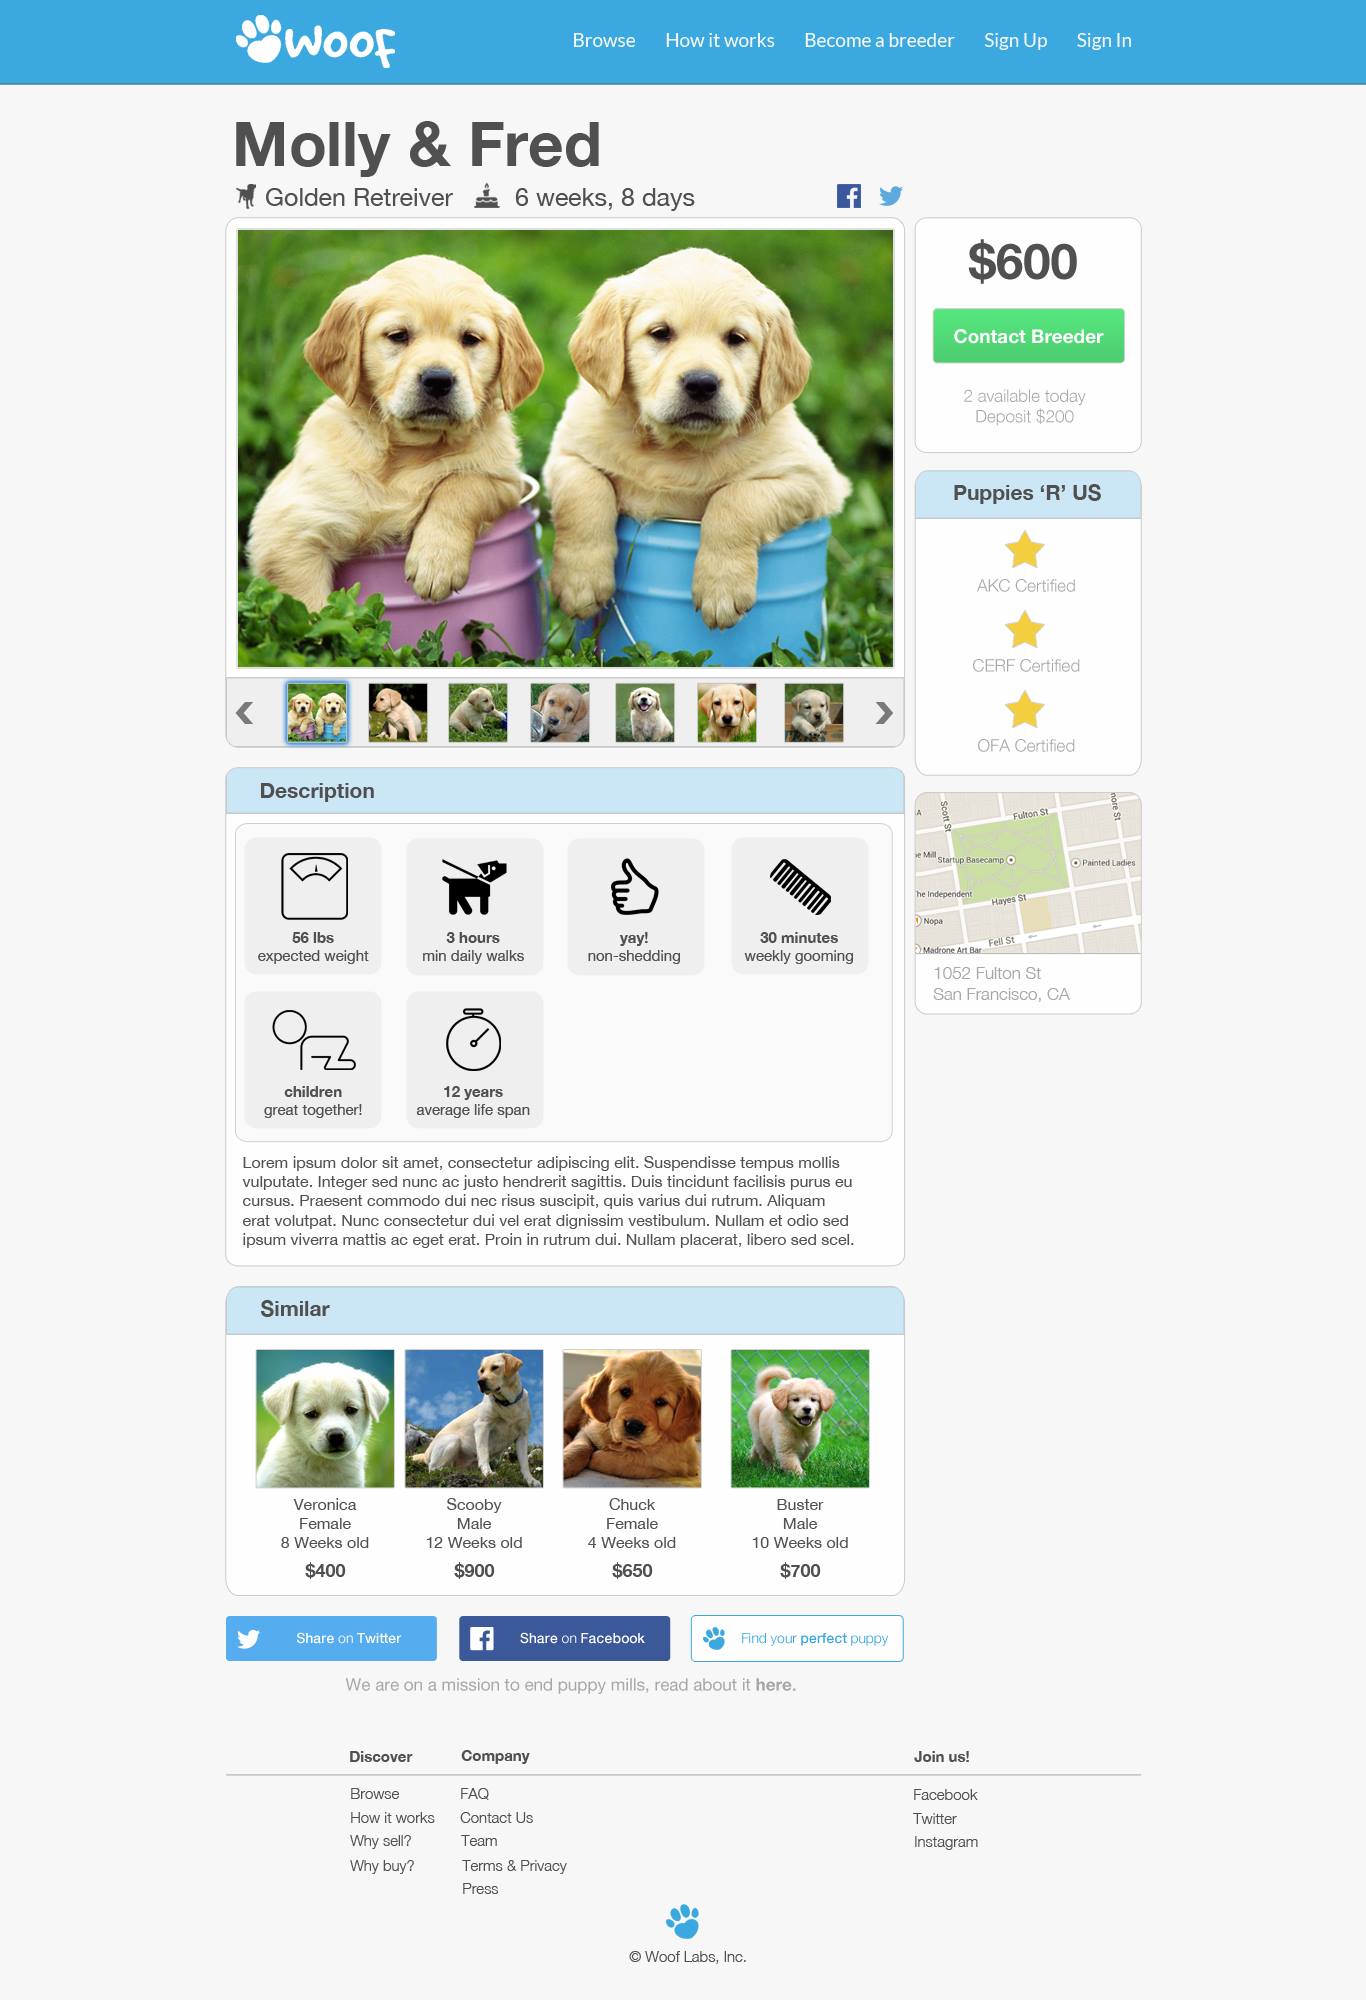 Woof
Browse How it works Become a breeder Sign Up Sign In
Molly & Fred
Golden Retreiver 6 weeks, 8 days
$600
Contact Breeder
2 available today
Deposit $200
Puppies ‘R’ US
AKC Certified
CERF Certified
OFA Certified
Description
56 lbs
expected weight
3 hours
min daily walks
yay!
non-shedding
30 minutes
weekly gooming
children
great together!
12 years
average life span
Scott St
Fulton St
more St
Mill
Startup Basecamp
Painted Ladies
The Independent
Hayes St
Nopa
Fell St
Madrone Art Bar
1052 Fulton St
San Francisco, CA
Lorem ipsum dolor sit amet, consectetur adipiscing elit. Suspendisse tempus mollis
vulputate. Integer sed nunc ac justo hendrerit sagittis. Duis tincidunt facilisis purus eu
cursus. Praesent commodo dui nec risus suscipit, quis varius dui rutrum. Aliquam
erat volutpat. Nunc consectetur dui vel erat dignissim vestibulum. Nullam et odio sed
ipsum viverra mattis ac eget erat. Proin in rutrum dui. Nullam placerat, libero sed scel.
Similar
Veronica
Female
8 Weeks old
$400
Scooby
Male
12 Weeks old
$900
Chuck
Female
4 Weeks old
$650
Buster
Male
10 Weeks old
$700
Share on Twitter
Share on Facebook
Find your perfect puppy
We are on a mission to end puppy mills, read about it here.
Discover
Browse
How it works
Why sell?
Why buy?
Company
FAQ
Contact Us
Team
Terms & Privacy
Press
Join us!
Facebook
Twitter
Instagram
© Woof Labs, Inc.